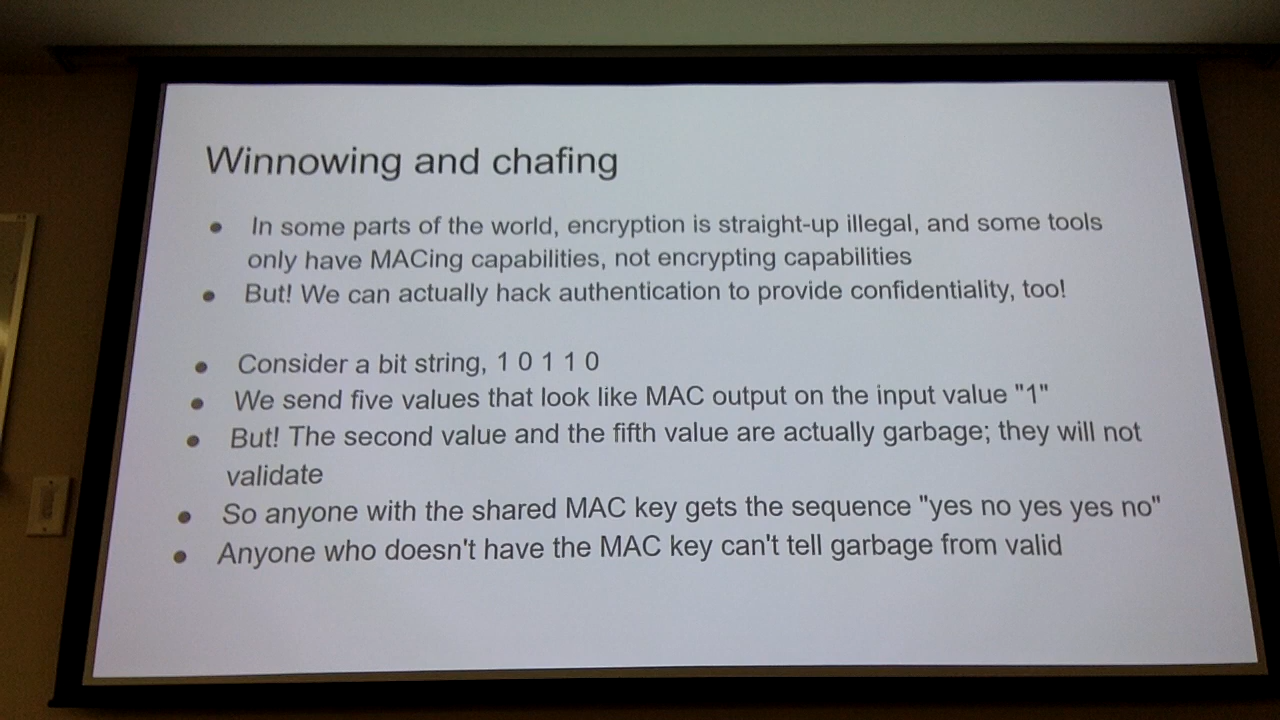 Winnowing and chafing
● In some parts of the world, encryption is straight-up illegal, and some tools
only have MACing capabilities, not encrypting capabilities
● But! We can actually hack authentication to provide confidentiality, too!
● Consider a bit string, 1 0 1 1 0
● We send five values that look like MAC output on the input value "1"
● But! The second value and the fifth value are actually garbage; they will not
validate
● So anyone with the shared MAC key gets the sequence "yes no yes yes no"
● Anyone who doesn't have the MAC key can't tell garbage from valid